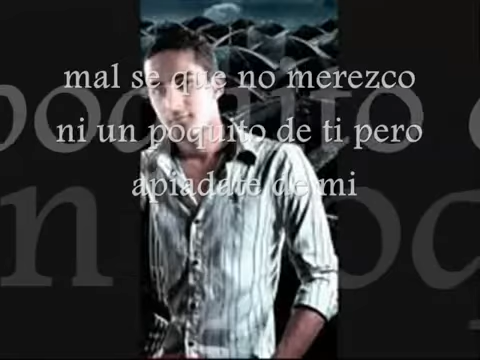 mal se que no merezco
ni un poquito de ti pero
apiadate de mi